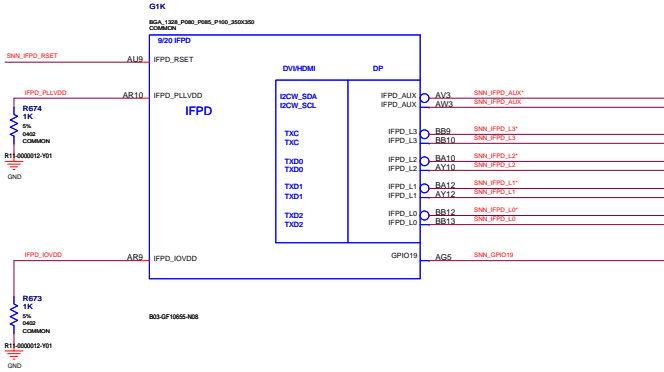 G1K
BGA_1328_P080_P085_P100_350X350
COMMON
9/20 IFPD
SNN_IFPD_RSET
AU9
IFPD_RSET
DVI/HDMI
DP
IFPD_PLLVDD
AR10
IFPD_PLLVDD
IFPD
I2CW_SDA
IFPD_AUX
AV3
SNN_IFPD_AUX*
I2CW_SCL
IFPD_AUX
AW3
SNN_IFPD_AUX
R674
1K
5%
0402
COMMON
R11-0000012-Y01
GND
TXC
IFPD_L3
BB9
SNN_IFPD_L3*
TXC
IFPD_L3
BB10
SNN_IFPD_L3
TXD0
IFPD_L2
BA10
SNN_IFPD_L2*
TXD0
IFPD_L2
AY10
SNN_IFPD_L2
TXD1
IFPD_L1
BA12
SNN_IFPD_L1*
TXD1
IFPD_L1
AY12
SNN_IFPD_L1
TXD2
IFPD_L0
BB12
SNN_IFPD_L0*
TXD2
IFPD_L0
BB13
SNN_IFPD_L0
IFPD_IOVDD
AR9
IFPD_IOVDD
GPIO19
AG5
SNN_GPIO19
R673
1K
5%
0402
COMMON
R11-0000012-Y01
GND
B03-GF10655-N08